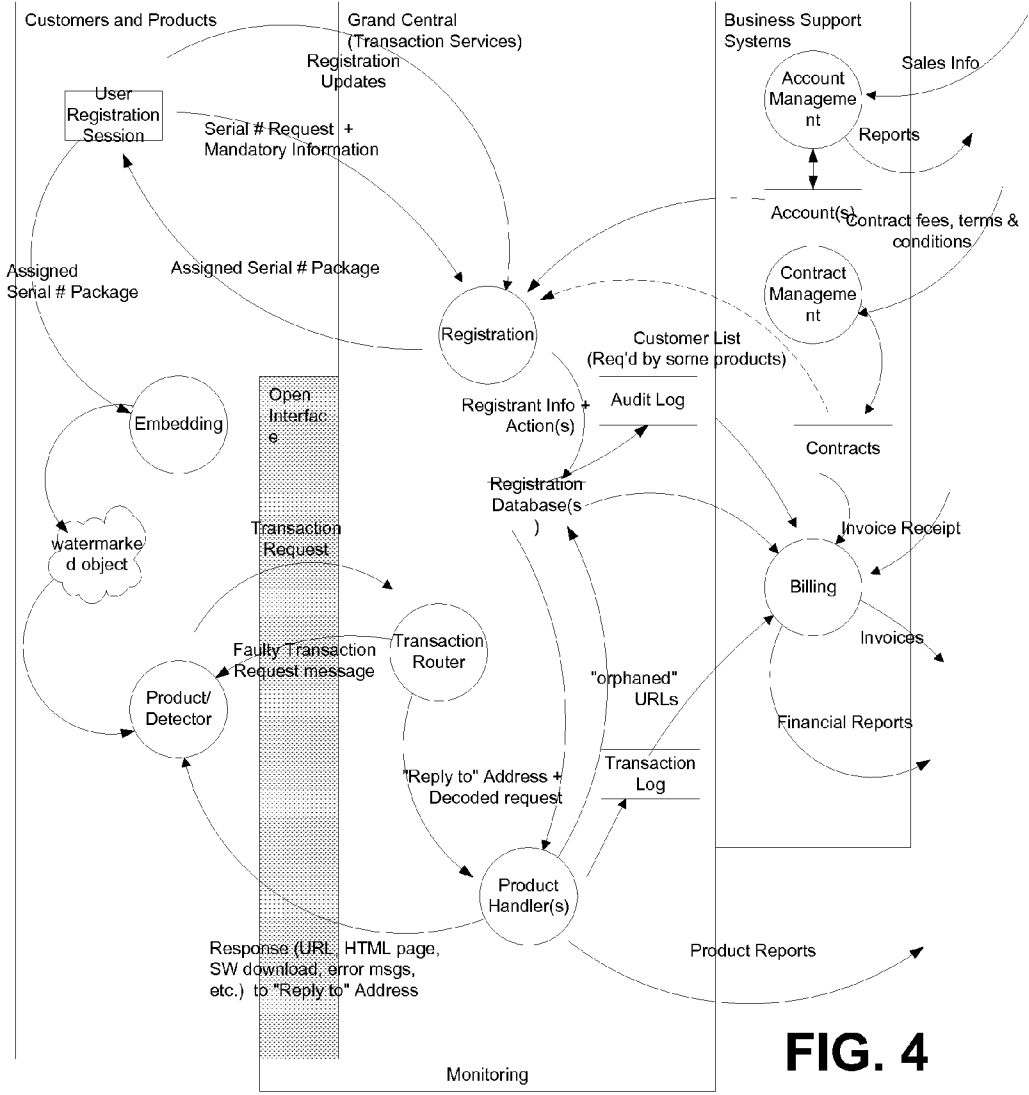 Customers and Products
Grand Central
(Transaction Services)
Business Support
Systems
Registration
Updates
User
Registration
Session
Serial # Request +
Mandatory Information
Account
Manageme
nt
Sales Info
Reports
Account(s)
Contract fees, terms &
conditions
Assigned
Serial # Package
Assigned Serial # Package
Registration
Contract
Manageme
nt
Customer List
(Req'd by some products)
Open
Interfac
e
Embedding
Registrant Info +
Action(s)
Audit Log
Contracts
Registration
Database(s
)
watermarke
d object
Transaction
Request
Invoice Receipt
Billing
Invoices
Faulty Transaction
Request message
Transaction
Router
"orphaned"
URLs
Product/
Detector
Financial Reports
"Reply to" Address +
Decoded request
Transaction
Log
Product
Handler(s)
Response (URL, HTML page,
SW download, error msgs,
etc.) to "Reply to" Address
Product Reports
FIG. 4
Monitoring